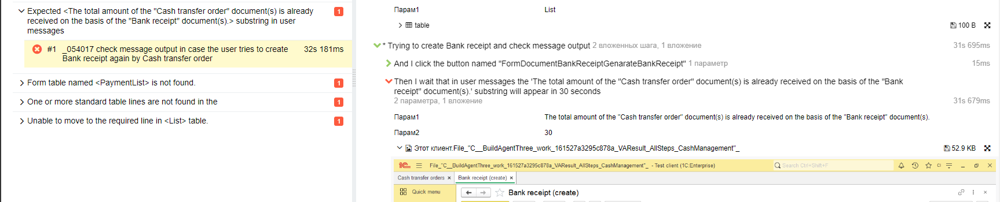 Expected <The total amount of the "Cash transfer order" document(s) is already
received on the basis of the "Bank receipt" document(s).> substring in user
messages
1
#1 _054017 check message output in case the user tries to create
Bank receipt again by Cash transfer order
32s 181ms
Form table named <PaymentList> is not found.
1
One or more standard table lines are not found in the
1
Unable to move to the required line in <List> table.
1
Парам1 List
table 100 B
* Trying to create Bank receipt and check message output 2 вложенных шага, 1 вложение 31s 695ms
And I click the button named "FormDocumentBankReceiptGenarateBankReceipt" 1 параметр 15ms
Then I wait that in user messages the 'The total amount of the "Cash transfer order" document(s) is already received on the basis of the "Bank
receipt" document(s).' substring will appear in 30 seconds
2 параметра, 1 вложение 31s 679ms
Парам1 The total amount of the "Cash transfer order" document(s) is already received on the basis of the "Bank receipt" document(s).
Парам2 30
Этот клиент.File_"C__BuildAgentThree_work_161527a3295c878a_VAResult_AllSteps_CashManagement"_ 52.9 KB
1C File_"C__BuildAgentThree_work_161527a3295c878a_VAResult_AllSteps_CashManagement"_ - Test client (1C:Enterprise) Search Ctrl+Shift+F CI
Cash transfer orders × Bank receipt (create) ×
Quick menu Bank receipt (create)